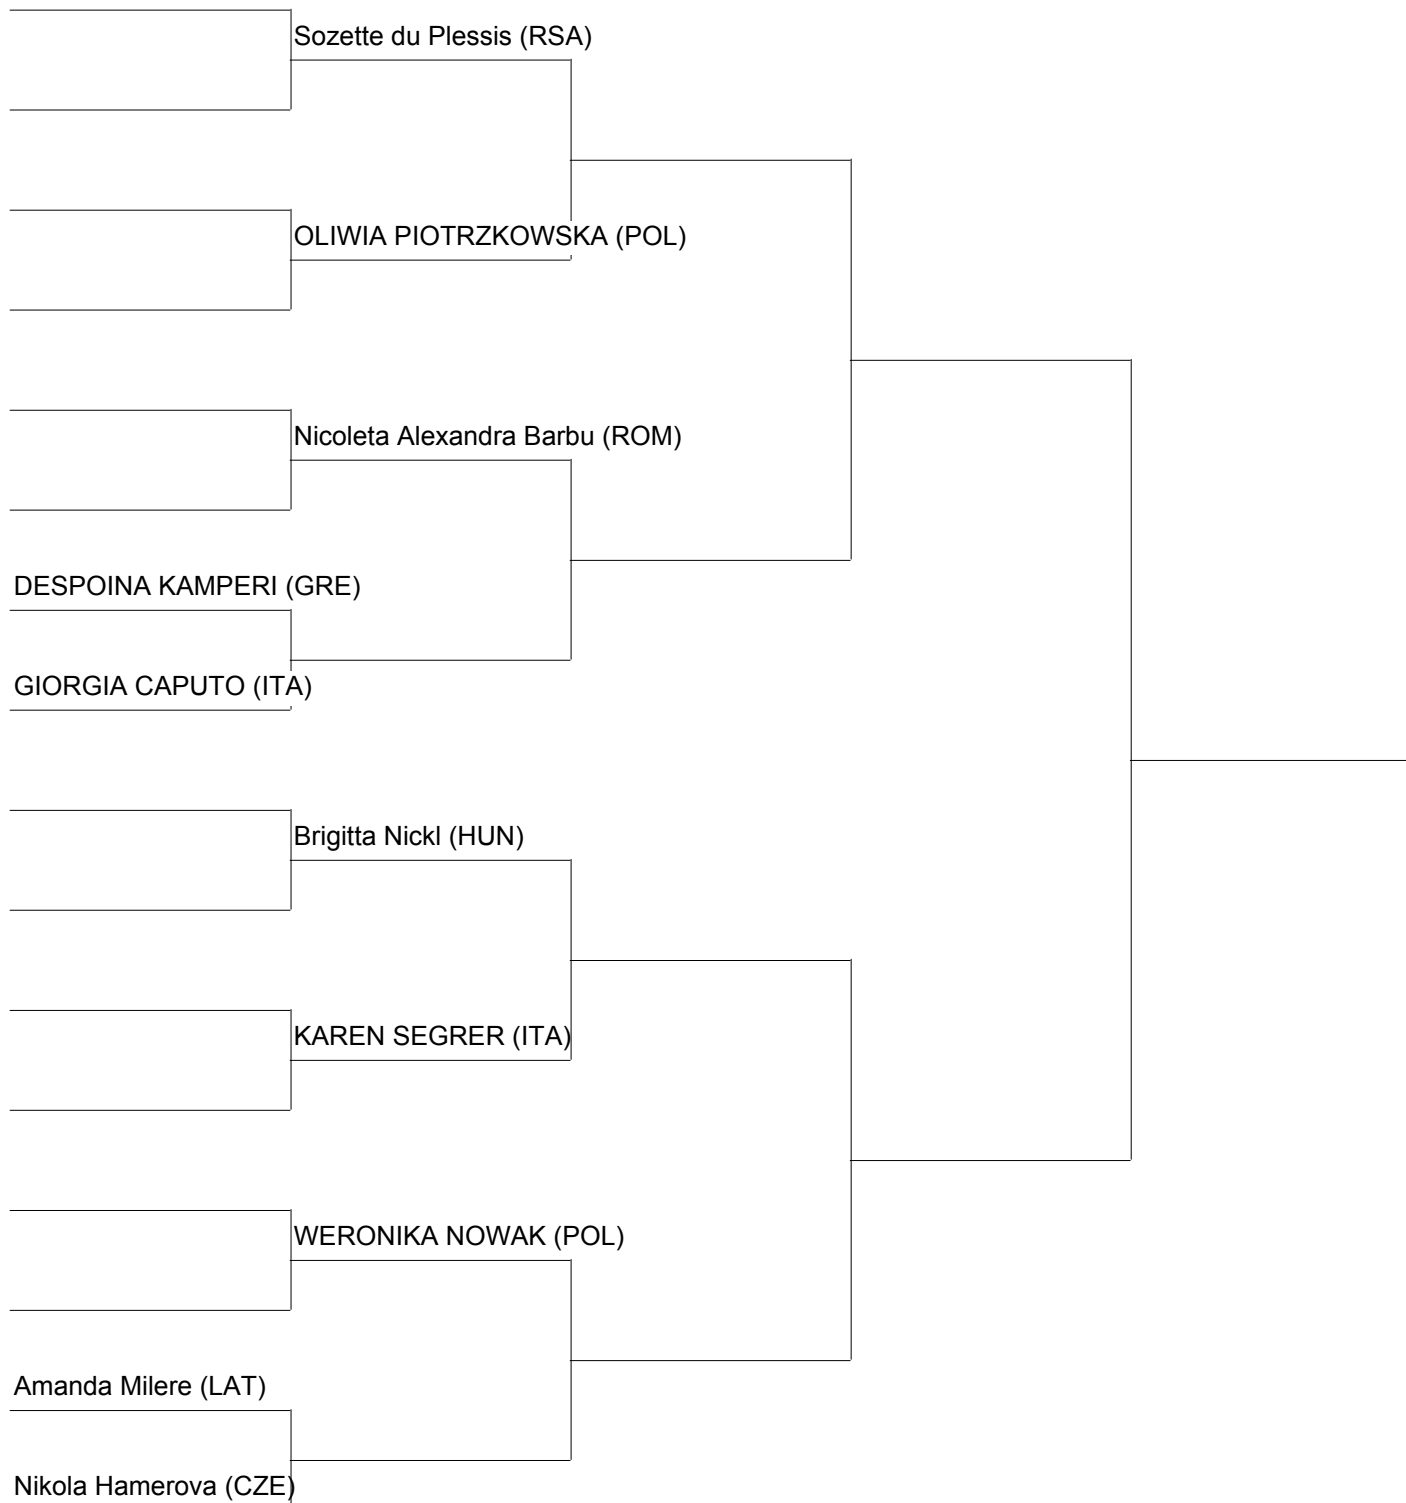 Sozette du Plessis (RSA)
OLIWIA PIOTRZKOWSKA (POL)
Nicoleta Alexandra Barbu (ROM)
DESPOINA KAMPERI (GRE)
GIORGIA CAPUTO (ITA)
Brigitta Nickl (HUN)
KAREN SEGRER (ITA)
WERONIKA NOWAK (POL)
Amanda Milere (LAT)
Nikola Hamerova (CZE)